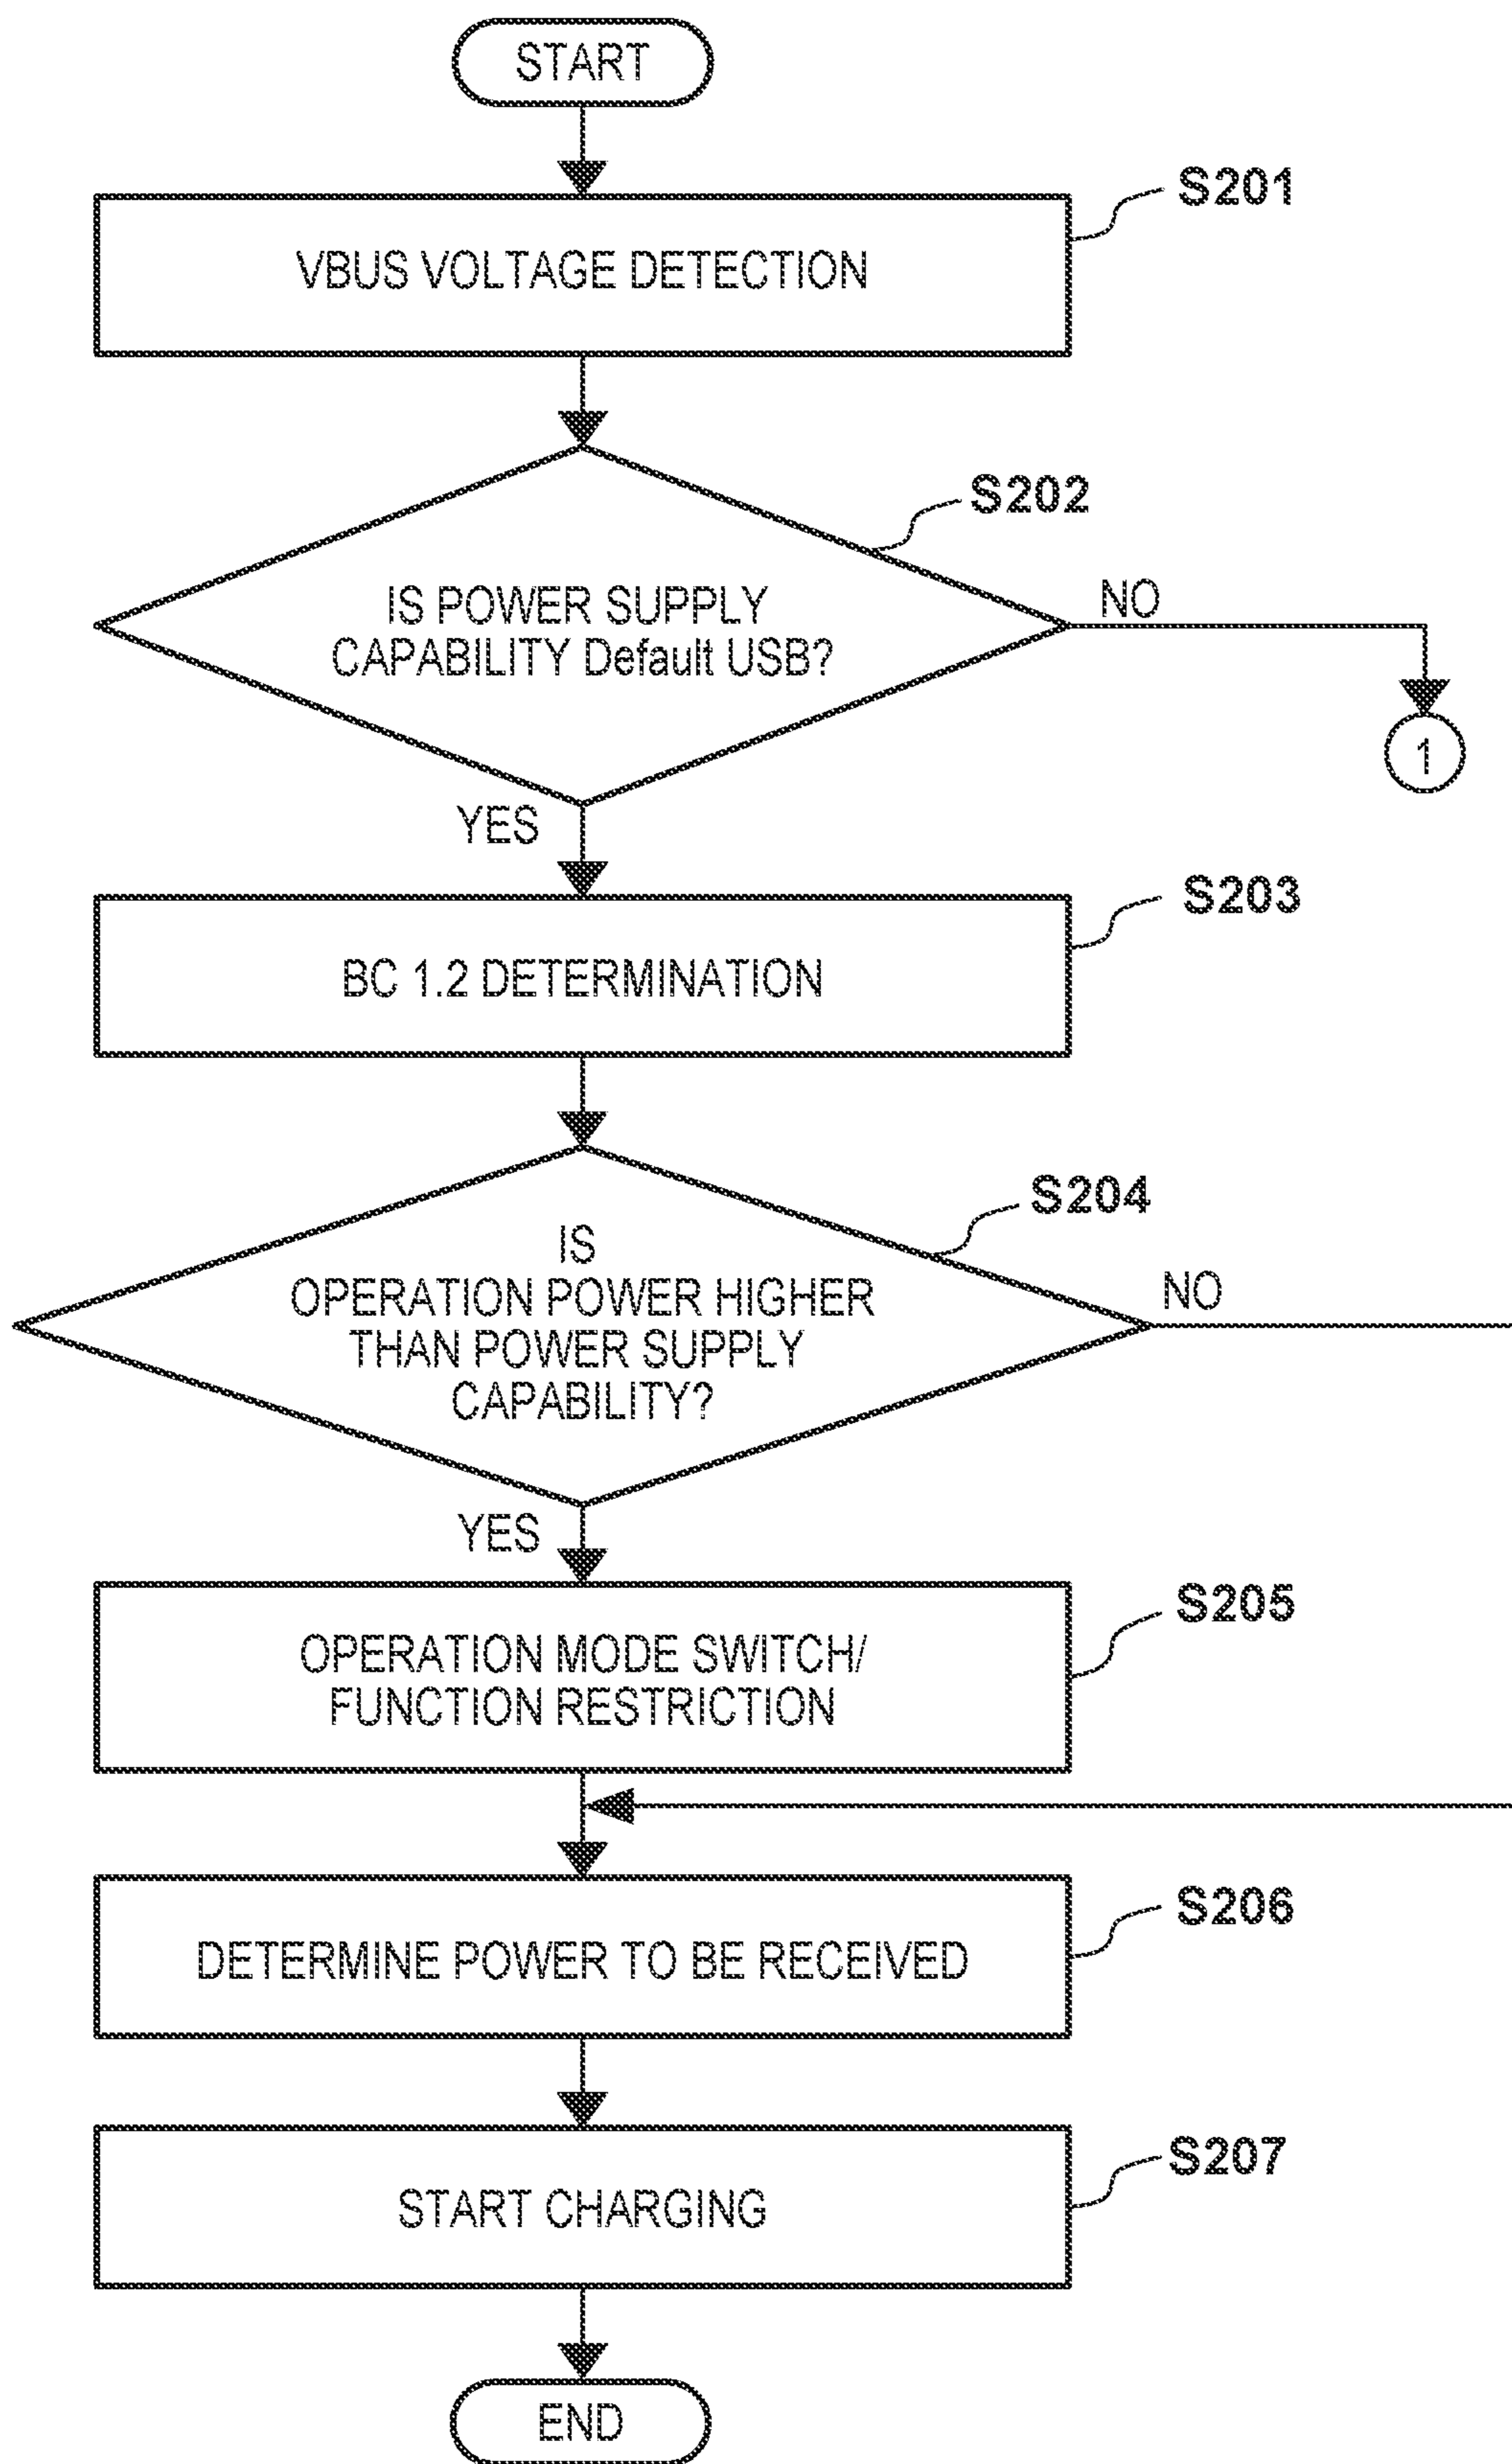 START
S201
VBUS VOLTAGE DETECTION
S202
IS POWER SUPPLY
CAPABILITY Default USB?
NO
1
YES
S203
BC 1.2 DETERMINATION
S204
IS
OPERATION POWER HIGHER
THAN POWER SUPPLY
CAPABILITY?
NO
YES
S205
OPERATION MODE SWITCH/
FUNCTION RESTRICTION
S206
DETERMINE POWER TO BE RECEIVED
S207
START CHARGING
END